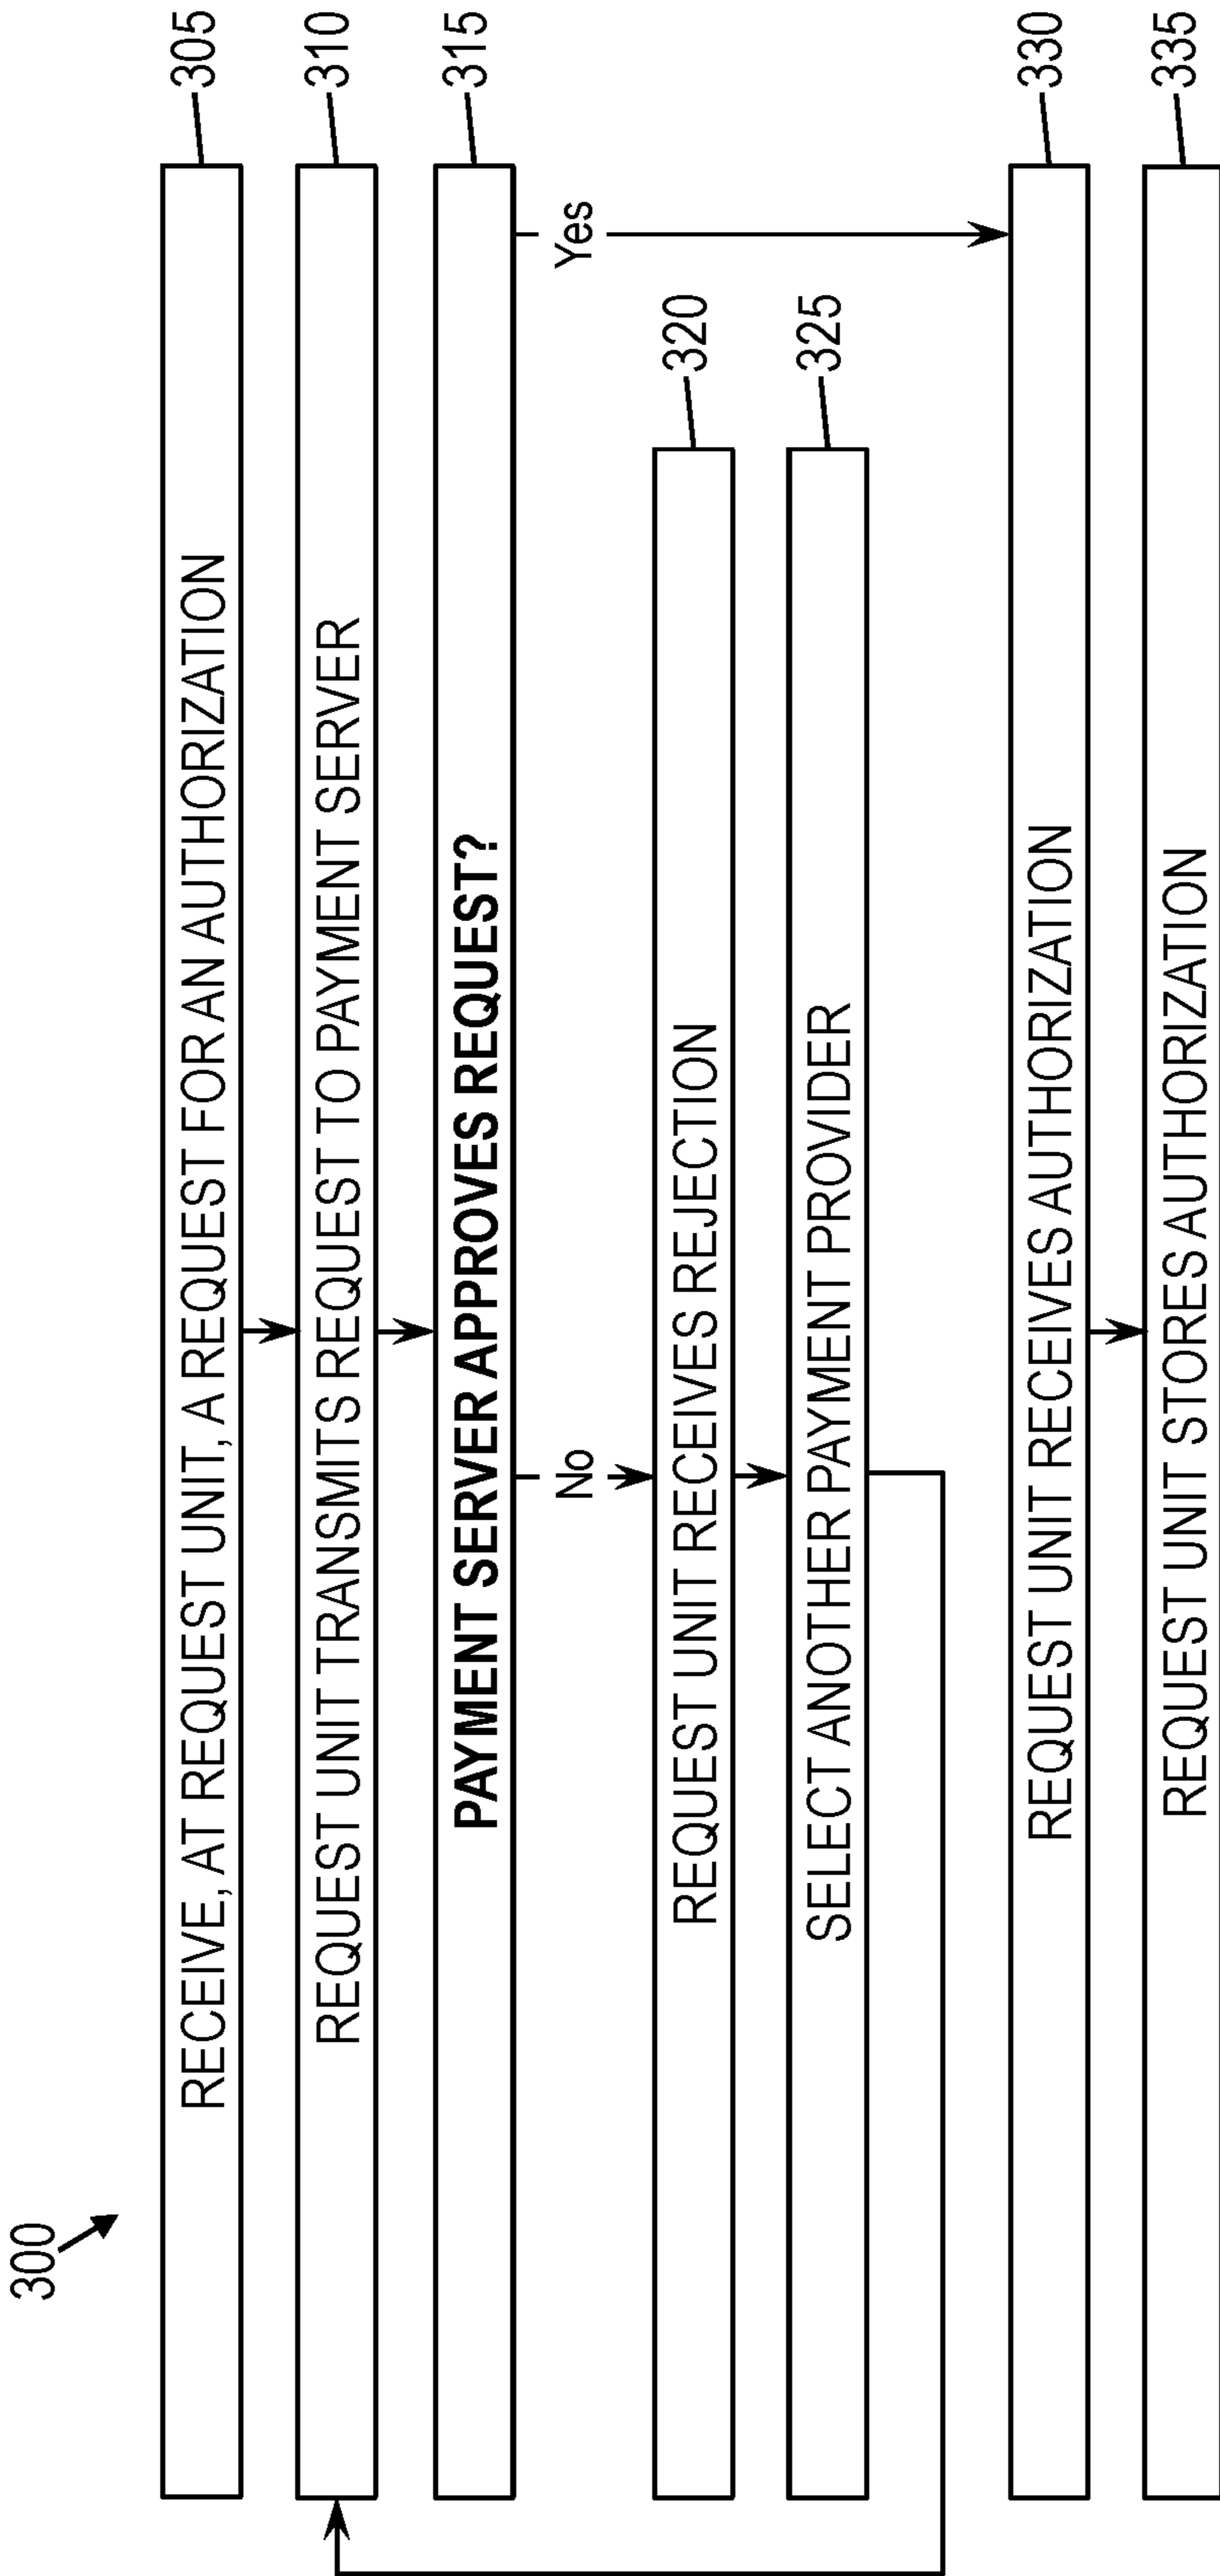 300
RECEIVE, AT REQUEST UNIT, A REQUEST FOR AN AUTHORIZATION
305
REQUEST UNIT TRANSMITS REQUEST TO PAYMENT SERVER
310
PAYMENT SERVER APPROVES REQUEST?
315
No
Yes
REQUEST UNIT RECEIVES REJECTION
320
SELECT ANOTHER PAYMENT PROVIDER
325
REQUEST UNIT RECEIVES AUTHORIZATION
330
REQUEST UNIT STORES AUTHORIZATION
335